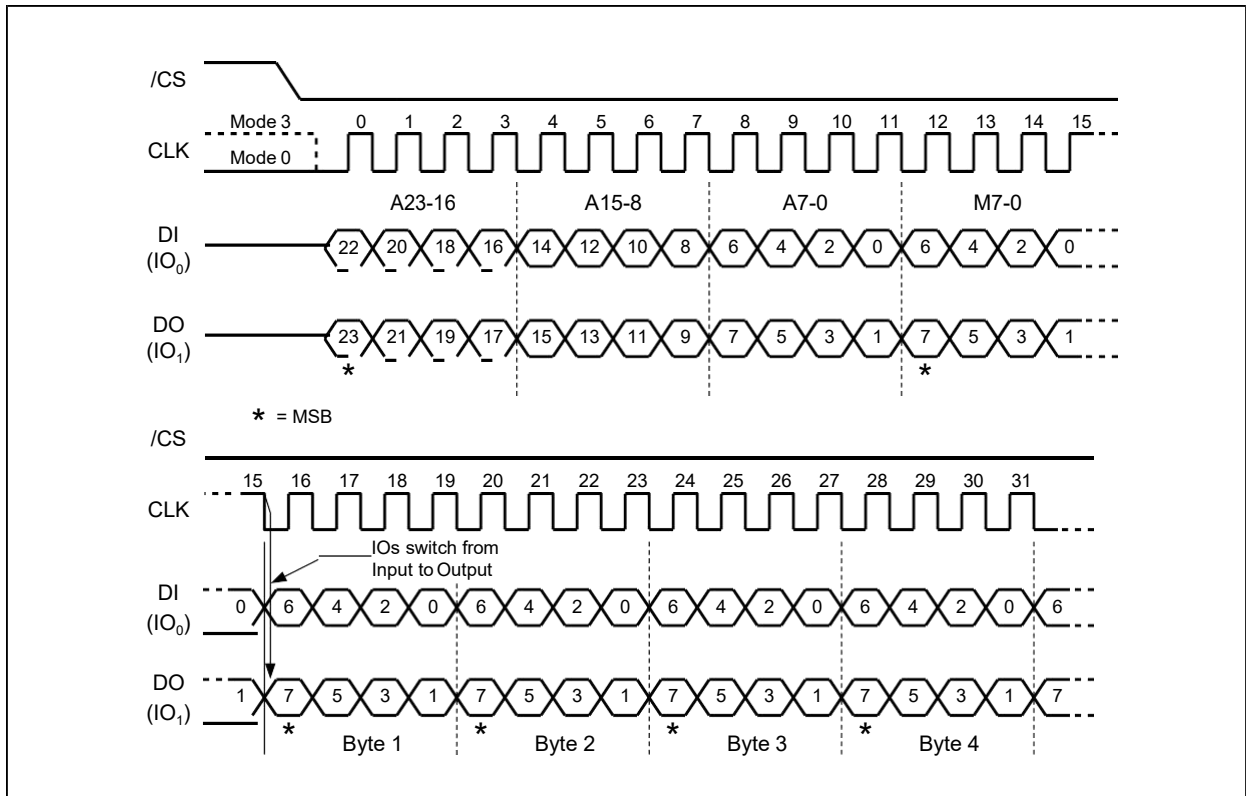 /CS
Mode 3 0 1 2 3 4 5 6 7 8 9 10 11 12 13 14 15
CLK
Mode 0
A23-16 A15-8 A7-0 M7-0
DI
(IO0) 22 20 18 16 14 12 10 8 6 4 2 0 6 4 2 0
DO
(IO1) 23 21 19 17 15 13 11 9 7 5 3 1 7 5 3 1
* *
* = MSB
/CS
15 16 17 18 19 20 21 22 23 24 25 26 27 28 29 30 31
CLK
IOs switch from
Input to Output
DI
(IO0) 0 6 4 2 0 6 4 2 0 6 4 2 0 6 4 2 0 6
DO
(IO1) 1 7 5 3 1 7 5 3 1 7 5 3 1 7 5 3 1 7
* * * *
Byte 1 Byte 2 Byte 3 Byte 4